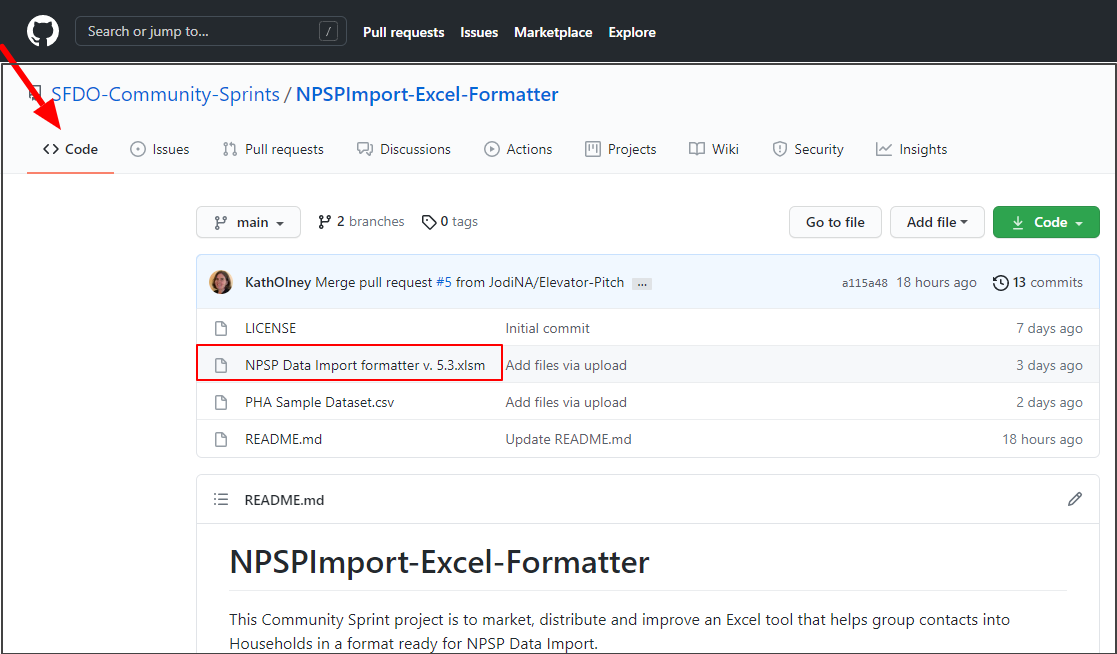 Search or jump to... /
Pull requests Issues Marketplace Explore
SFDO-Community-Sprints / NPSPImport-Excel-Formatter
Code Issues Pull requests Discussions Actions Projects Wiki Security Insights
main 2 branches 0 tags Go to file Add file Code
KathOlney Merge pull request #5 from JodiNA/Elevator-Pitch ... a115a48 18 hours ago 13 commits
LICENSE Initial commit 7 days ago
NPSP Data Import formatter v. 5.3.xlsm Add files via upload 3 days ago
PHA Sample Dataset.csv Add files via upload 2 days ago
README.md Update README.md 18 hours ago
README.md
NPSPImport-Excel-Formatter
This Community Sprint project is to market, distribute and improve an Excel tool that helps group contacts into
Households in a format ready for NPSP Data Import.